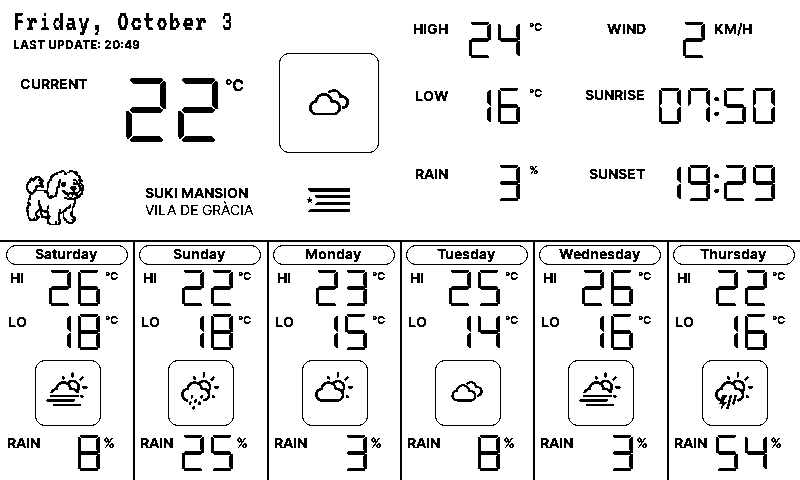 Friday, October 3
LAST UPDATE: 20:49
CURRENT 22 °C
SUKI MANSION
VILA DE GRÀCIA
HIGH 24 °C
LOW 16 °C
RAIN 3 %
WIND 2 KM/H
SUNRISE 07:50
SUNSET 19:29
Saturday
HI 26 °C
LO 18 °C
RAIN 8 %
Sunday
HI 22 °C
LO 18 °C
RAIN 25 %
Monday
HI 23 °C
LO 15 °C
RAIN 3 %
Tuesday
HI 25 °C
LO 14 °C
RAIN 8 %
Wednesday
HI 26 °C
LO 16 °C
RAIN 3 %
Thursday
HI 22 °C
LO 16 °C
RAIN 54 %